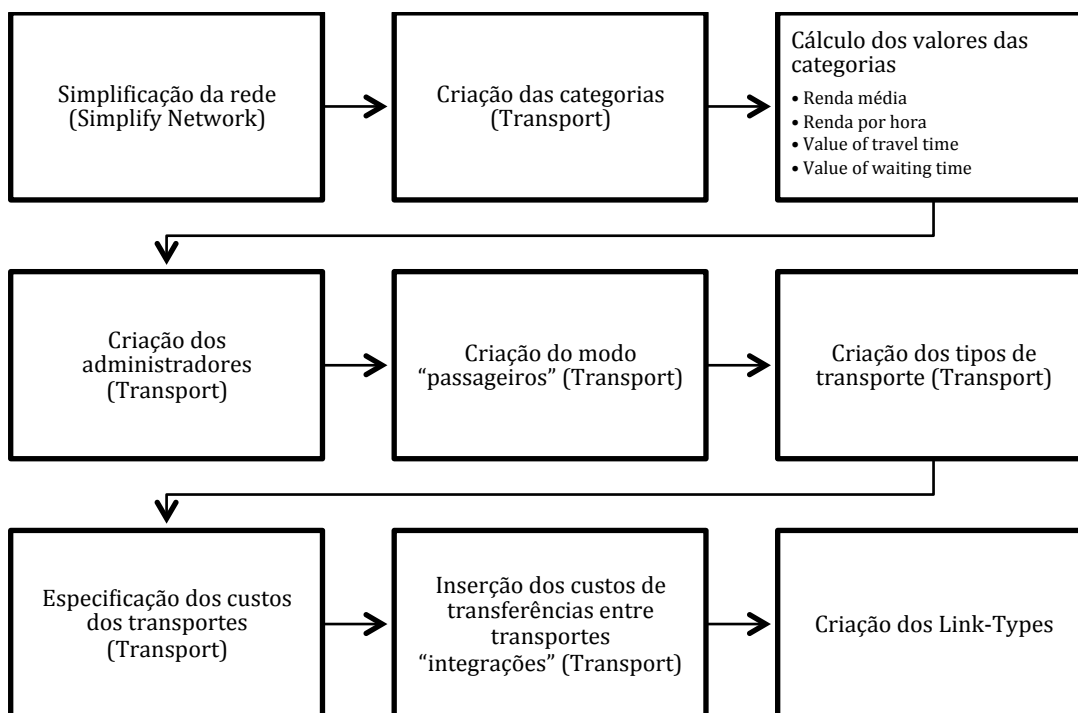 Simplificação da rede
(Simplify Network)
Criação das categorias
(Transport)
Cálculo dos valores das
categorias
• Renda média
• Renda por hora
• Value of travel time
• Value of waiting time
Criação dos
administradores
(Transport)
Criação do modo
“passageiros” (Transport)
Criação dos tipos de
transporte (Transport)
Especificação dos custos
dos transportes
(Transport)
Inserção dos custos de
transferências entre
transportes
“integrações” (Transport)
Criação dos Link-Types